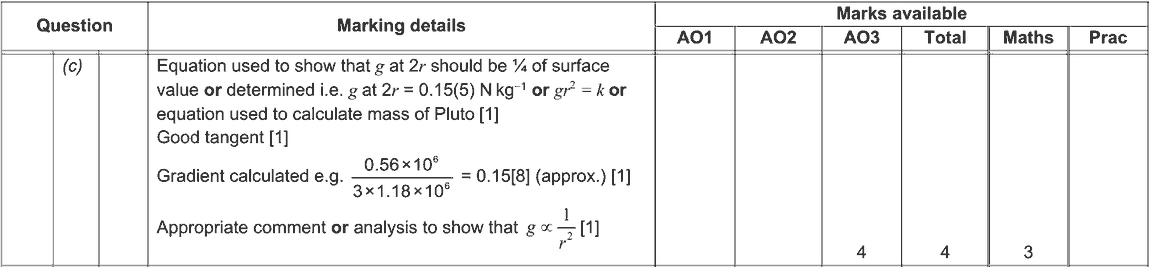 Question Marking details Marks available
AO1 AO2 AO3 Total Maths Prac
(c) Equation used to show that g at 2r should be ¼ of surface
value or determined i.e. g at 2r = 0.15(5) N kg⁻¹ or gr² = k or
equation used to calculate mass of Pluto [1]
Good tangent [1]
Gradient calculated e.g. 0.56×10⁶ / 3×1.18×10⁶ = 0.15[8] (approx.) [1]
Appropriate comment or analysis to show that g ∝ 1/r² [1]
4 4 3